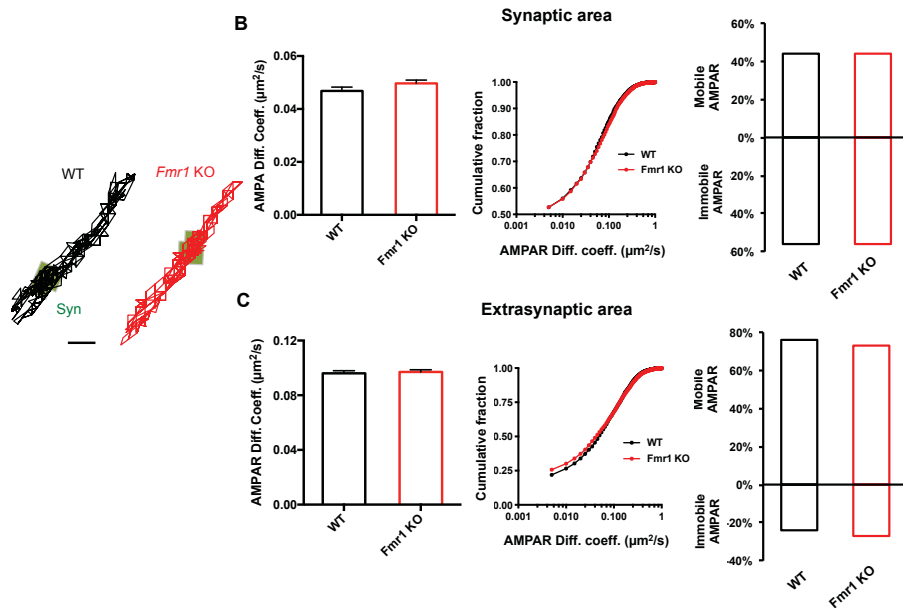 B
Synaptic area
WT
Fmr1 KO
Syn
AMPA Diff. Coeff. (µm²/s)
0.06
0.04
0.02
0.00
WT
Fmr1 KO
Cumulative fraction
1.00
0.90
0.80
0.70
0.60
0.50
0.001
0.010
0.100
1
WT
Fmr1 KO
AMPAR Diff. coeff. (µm²/s)
Mobile
AMPAR
Immobile
AMPAR
60%
40%
20%
0%
20%
40%
60%
WT
Fmr1 KO
C
Extrasynaptic area
AMPAR Diff. Coeff. (µm²/s)
0.12
0.08
0.04
0.00
WT
Fmr1 KO
Cumulative fraction
1.00
0.75
0.50
0.25
0.00
0.001
0.010
0.100
1
WT
Fmr1 KO
AMPAR Diff. coeff. (µm²/s)
Mobile
AMPAR
Immobile
AMPAR
80%
60%
40%
20%
0%
-20%
-40%
WT
Fmr1 KO